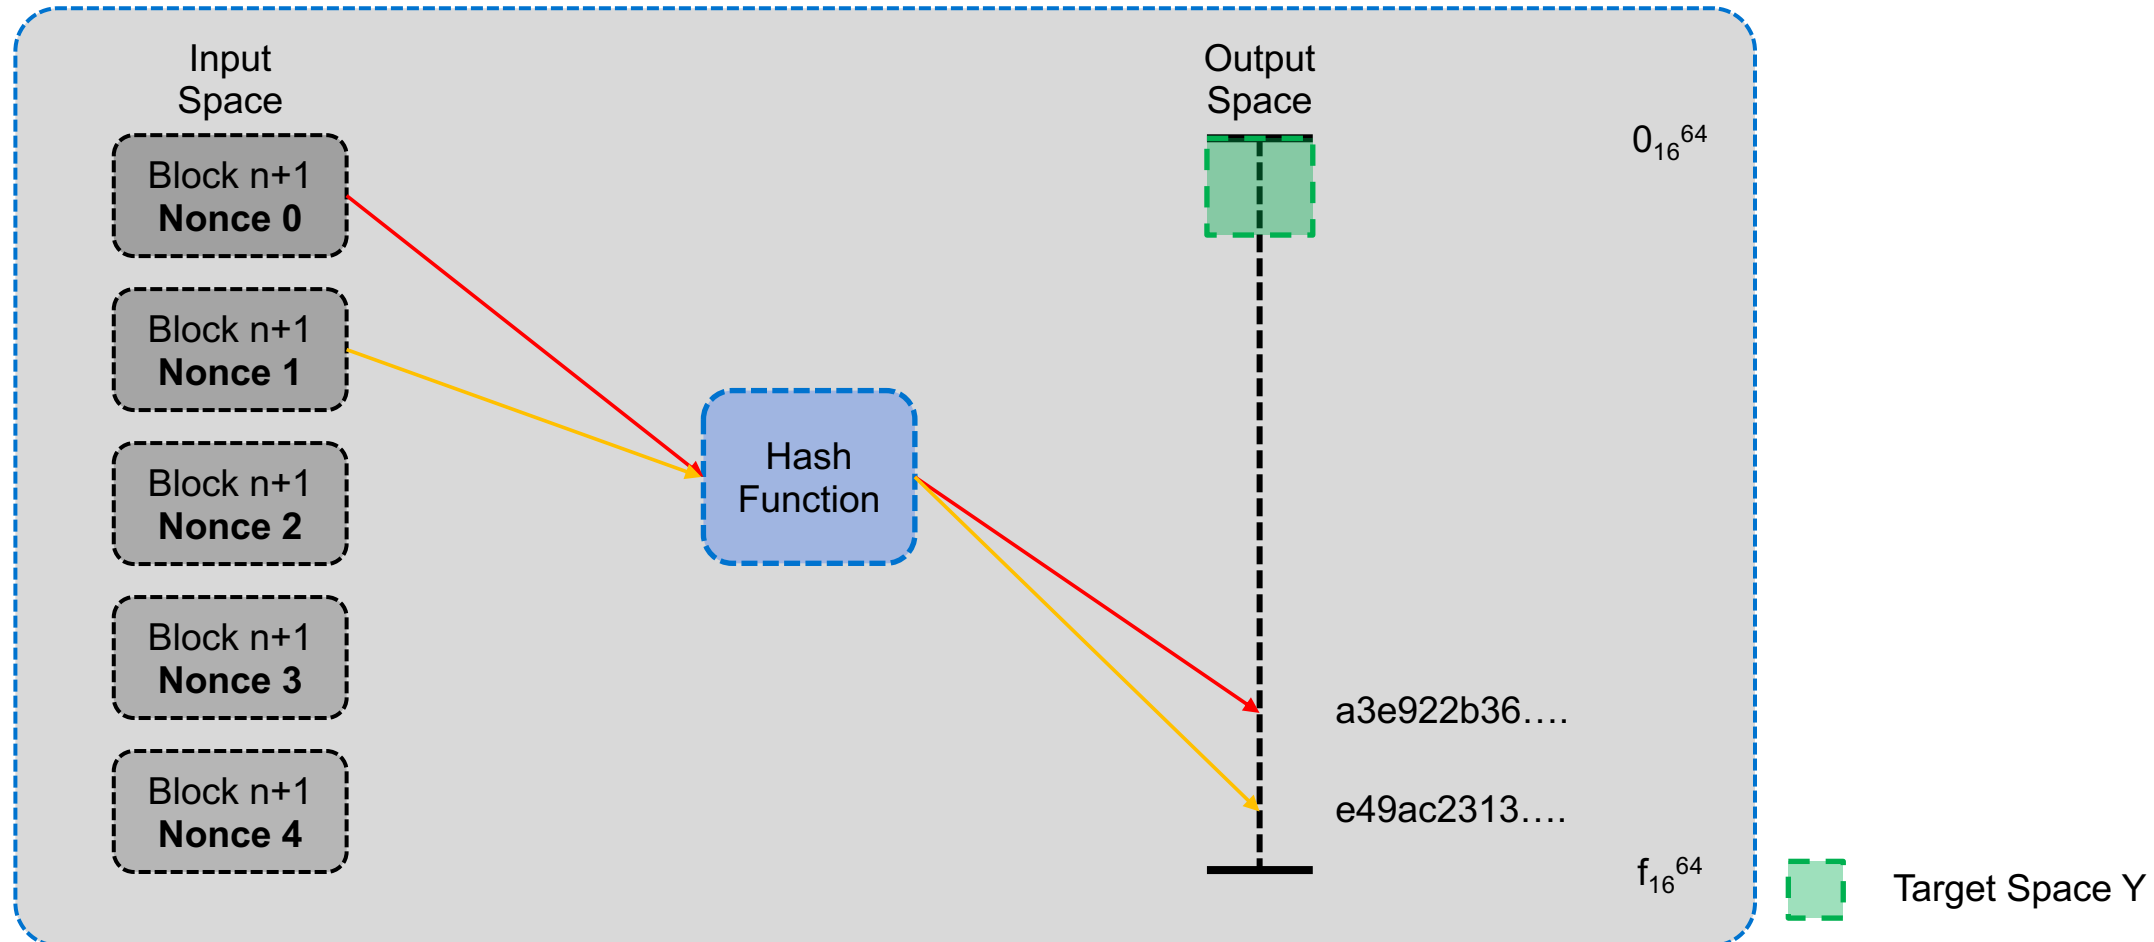 Input
Space
Block n+1
Nonce 0
Block n+1
Nonce 1
Block n+1
Nonce 2
Block n+1
Nonce 3
Block n+1
Nonce 4
Hash
Function
Output
Space
0₁₆⁶⁴
a3e922b36….
e49ac2313….
f₁₆⁶⁴
Target Space Y